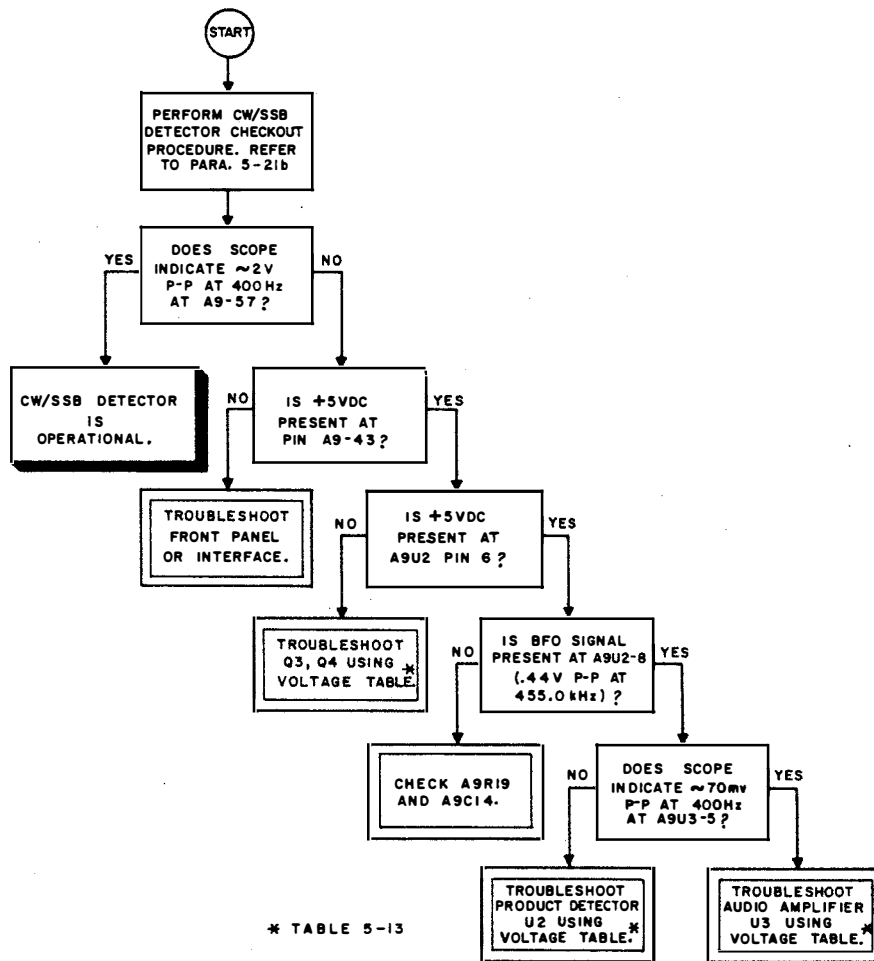 START
PERFORM CW/SSB
DETECTOR CHECKOUT
PROCEDURE. REFER
TO PARA. 5-21b
DOES SCOPE
INDICATE ~2V
P-P AT 400Hz
AT A9-57?
YES
NO
CW/SSB DETECTOR
IS
OPERATIONAL.
IS +5VDC
PRESENT AT
PIN A9-43?
NO
YES
TROUBLESHOOT
FRONT PANEL
OR INTERFACE.
IS +5VDC
PRESENT AT
A9U2 PIN 6?
NO
YES
TROUBLESHOOT
Q3, Q4 USING
VOLTAGE TABLE.*
IS BFO SIGNAL
PRESENT AT A9U2-8
(.44V P-P AT
455.0 kHz)?
NO
YES
CHECK A9R19
AND A9C14.
DOES SCOPE
INDICATE ~70mv
P-P AT 400Hz
AT A9U3-5?
NO
YES
TROUBLESHOOT
PRODUCT DETECTOR
U2 USING
VOLTAGE TABLE.*
TROUBLESHOOT
AUDIO AMPLIFIER
U3 USING
VOLTAGE TABLE.*
* TABLE 5-13